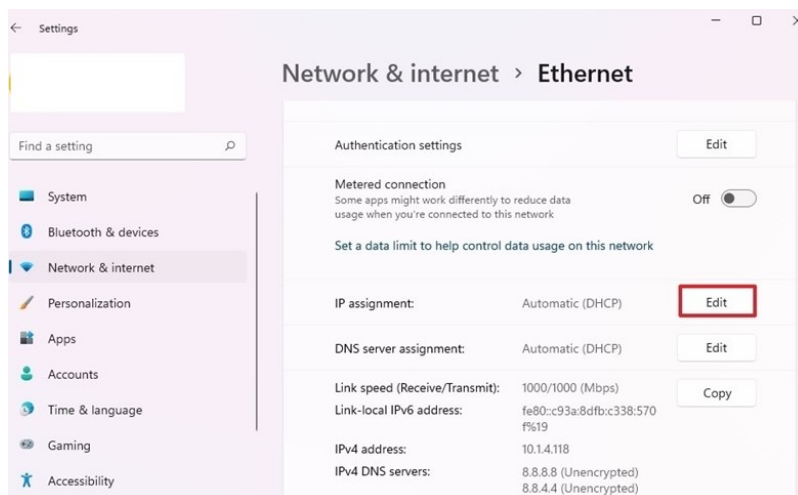 Settings
Network & internet > Ethernet
Find a setting
System
Bluetooth & devices
Network & internet
Personalization
Apps
Accounts
Time & language
Gaming
Accessibility
Authentication settings Edit
Metered connection
Some apps might work differently to reduce data
usage when you're connected to this network
Off
Set a data limit to help control data usage on this network
IP assignment: Automatic (DHCP) Edit
DNS server assignment: Automatic (DHCP) Edit
Link speed (Receive/Transmit): 1000/1000 (Mbps) Copy
Link-local IPv6 address: fe80::c93a:8dfb:c338:570
f%19
IPv4 address: 10.1.4.118
IPv4 DNS servers: 8.8.8.8 (Unencrypted)
8.8.4.4 (Unencrypted)